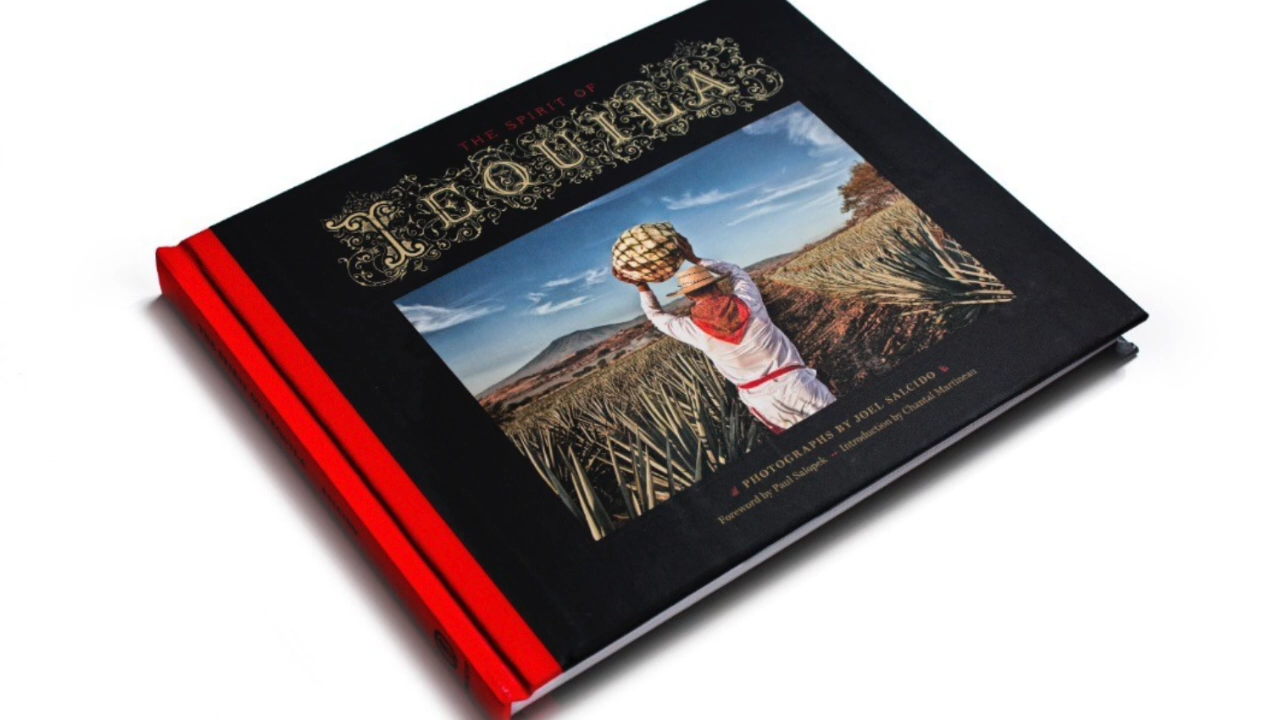 THE SPIRIT OF
TEQUILA
PHOTOGRAPHS BY JOEL SALCIDO
Foreword by Paul Salopek — Introduction by Chantal Martineau